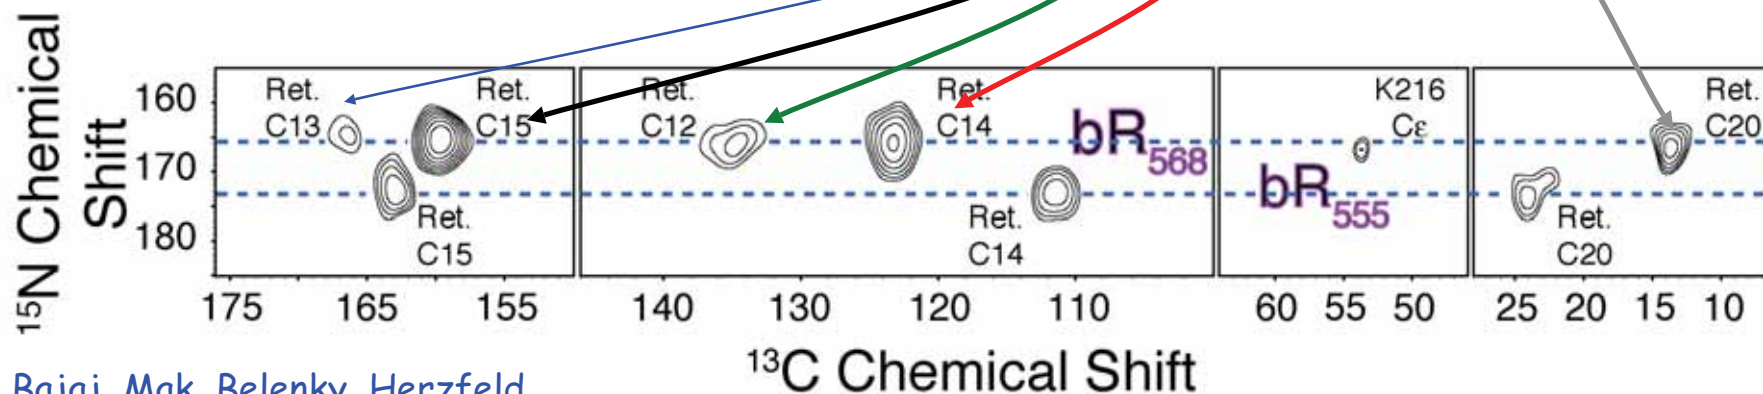 ¹⁵N Chemical
Shift
160
170
180
Ret.
C13
Ret.
C15
Ret.
C15
Ret.
C12
Ret.
C14
bR₅₆₈
Ret.
C14
K216
Cε
bR₅₅₅
Ret.
C20
Ret.
C20
175 165 155 140 130 120 110 60 55 50 25 20 15 10
¹³C Chemical Shift
Bajaj, Mak, Belenky, Herzfeld